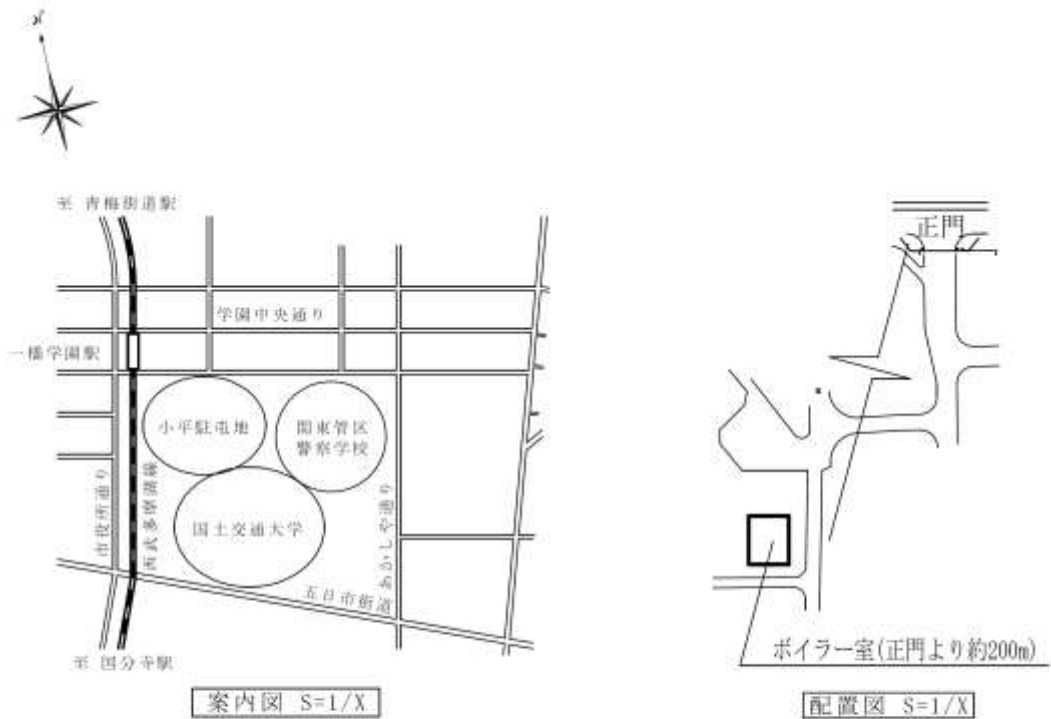 N
至 青梅街道駅
正門
学園中央通り
一橋学園駅
小平駐屯地
関東管区
警察学校
市役所通り
西武多摩湖線
国土交通大学
あかしや通り
五日市街道
ボイラー室(正門より約200m)
至 国分寺駅
案内図 S=1/X
配置図 S=1/X